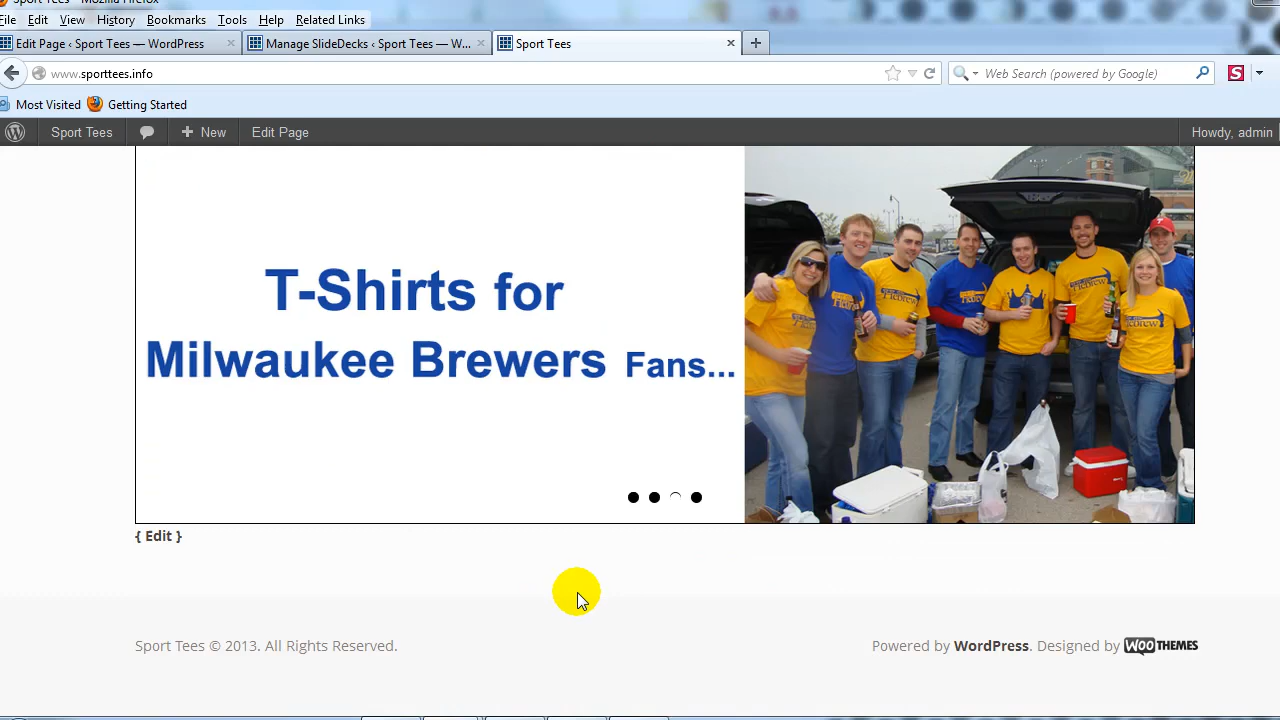 File Edit View History Bookmarks Tools Help Related Links
Edit Page ‹ Sport Tees — WordPress
Manage SlideDecks ‹ Sport Tees — W...
Sport Tees
www.sporttees.info
Web Search (powered by Google)
S
Most Visited
Getting Started
Sport Tees
New
Edit Page
Howdy, admin
T-Shirts for
Milwaukee Brewers Fans...
{ Edit }
Sport Tees © 2013. All Rights Reserved.
Powered by WordPress. Designed by WOOTHEMES